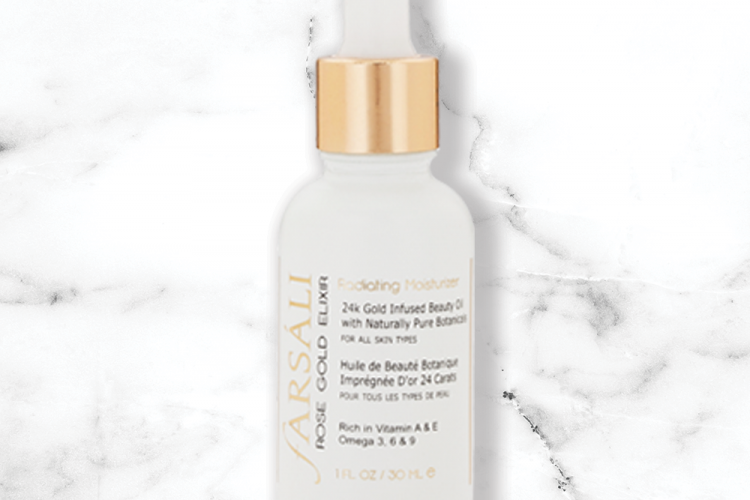 FARSÁLI
ROSE GOLD ELIXIR
Radiating Moisturizer
24k Gold Infused Beauty Oil
with Naturally Pure Botanicals
FOR ALL SKIN TYPES
Huile de Beauté Botanique
Imprégnée D'or 24 Carats
POUR TOUS LES TYPES DE PEAU
Rich in Vitamin A & E
Omega 3, 6 & 9
1 FL OZ / 30 ML ℮